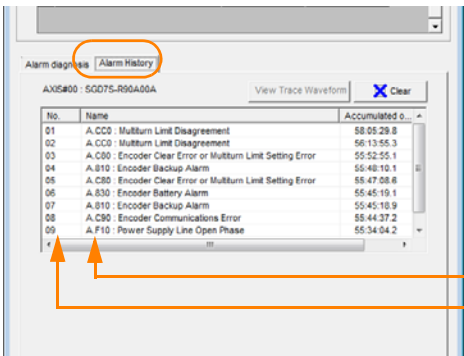 Alarm diagnosis Alarm History
AXIS#00 : SGD7S-R90A00A View Trace Waveform Clear
No. Name Accumulated o...
01 A.CC0 : Multiturn Limit Disagreement 58:05:29.8
02 A.CC0 : Multiturn Limit Disagreement 56:13:55.3
03 A.C80 : Encoder Clear Error or Multiturn Limit Setting Error 55:52:55.1
04 A.810 : Encoder Backup Alarm 55:48:10.1
05 A.C80 : Encoder Clear Error or Multiturn Limit Setting Error 55:47:08.6
06 A.830 : Encoder Battery Alarm 55:45:19.1
07 A.810 : Encoder Backup Alarm 55:45:18.9
08 A.C90 : Encoder Communications Error 55:44:37.2
09 A.F10 : Power Supply Line Open Phase 55:34:04.2